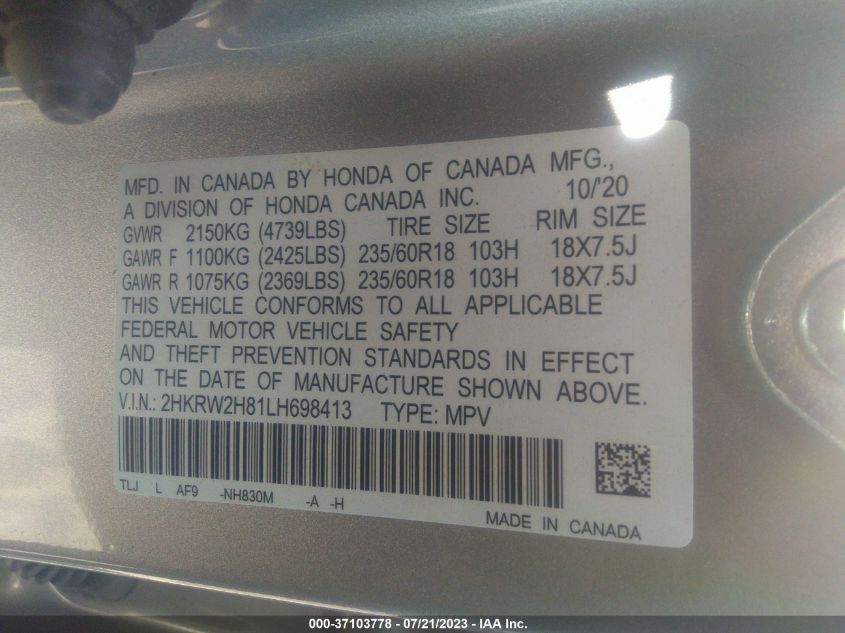 MFD. IN CANADA BY HONDA OF CANADA MFG.,
A DIVISION OF HONDA CANADA INC. 10/'20
GVWR 2150KG (4739LBS) TIRE SIZE RIM SIZE
GAWR F 1100KG (2425LBS) 235/60R18 103H 18X7.5J
GAWR R 1075KG (2369LBS) 235/60R18 103H 18X7.5J
THIS VEHICLE CONFORMS TO ALL APPLICABLE
FEDERAL MOTOR VEHICLE SAFETY
AND THEFT PREVENTION STANDARDS IN EFFECT
ON THE DATE OF MANUFACTURE SHOWN ABOVE.
V.I.N.: 2HKRW2H81LH698413 TYPE: MPV
TLJ L AF9 -NH830M -A -H
MADE IN CANADA
000-37103778 - 07/21/2023 - IAA Inc.